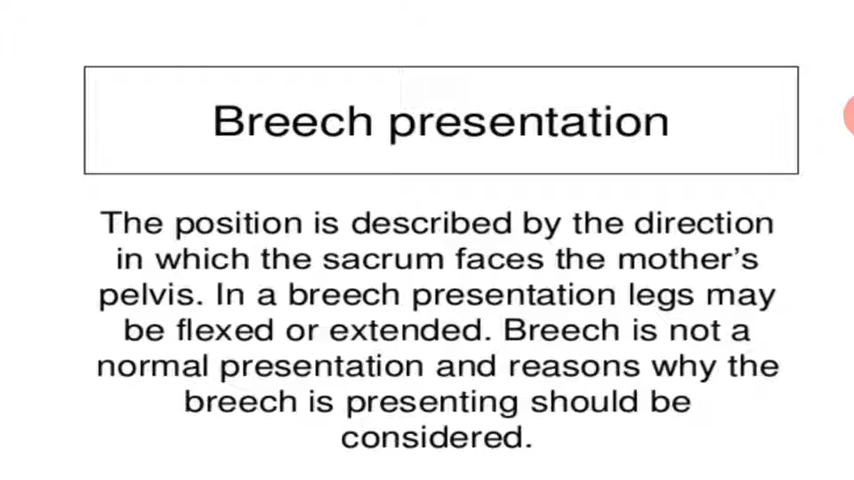 Breech presentation
The position is described by the direction
in which the sacrum faces the mother’s
pelvis. In a breech presentation legs may
be flexed or extended. Breech is not a
normal presentation and reasons why the
breech is presenting should be
considered.